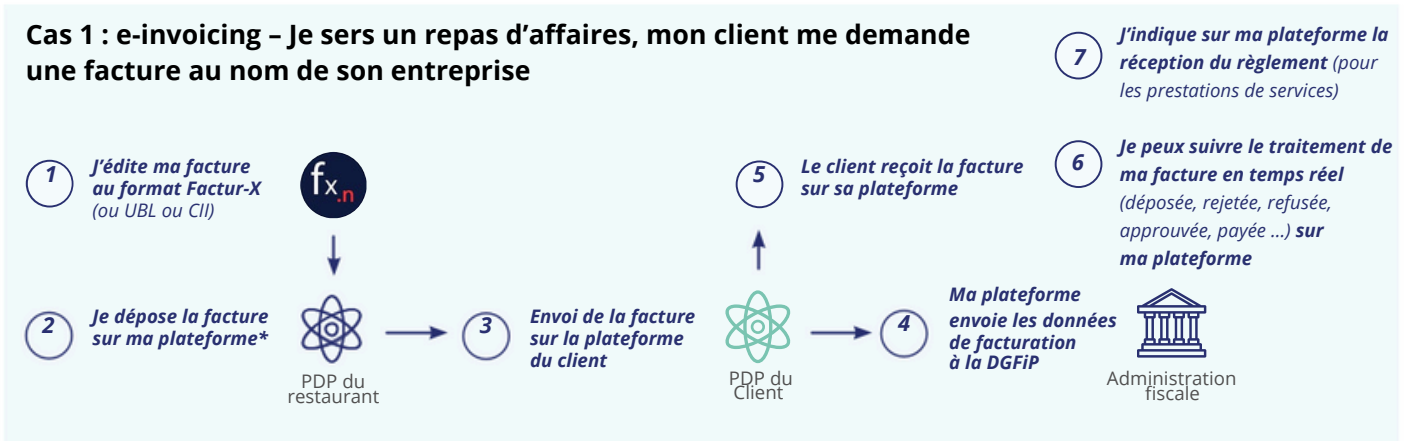 Cas 1 : e-invoicing – Je sers un repas d’affaires, mon client me demande
une facture au nom de son entreprise
1
J’édite ma facture
au format Factur-X
(ou UBL ou CII)
fx.n
2
Je dépose la facture
sur ma plateforme*
PDP du
restaurant
3
Envoi de la facture
sur la plateforme
du client
PDP du
Client
4
Ma plateforme
envoie les données
de facturation
à la DGFiP
Administration
fiscale
5
Le client reçoit la facture
sur sa plateforme
6
Je peux suivre le traitement de
ma facture en temps réel
(déposée, rejetée, refusée,
approuvée, payée ...) sur
ma plateforme
7
J’indique sur ma plateforme la
réception du règlement (pour
les prestations de services)